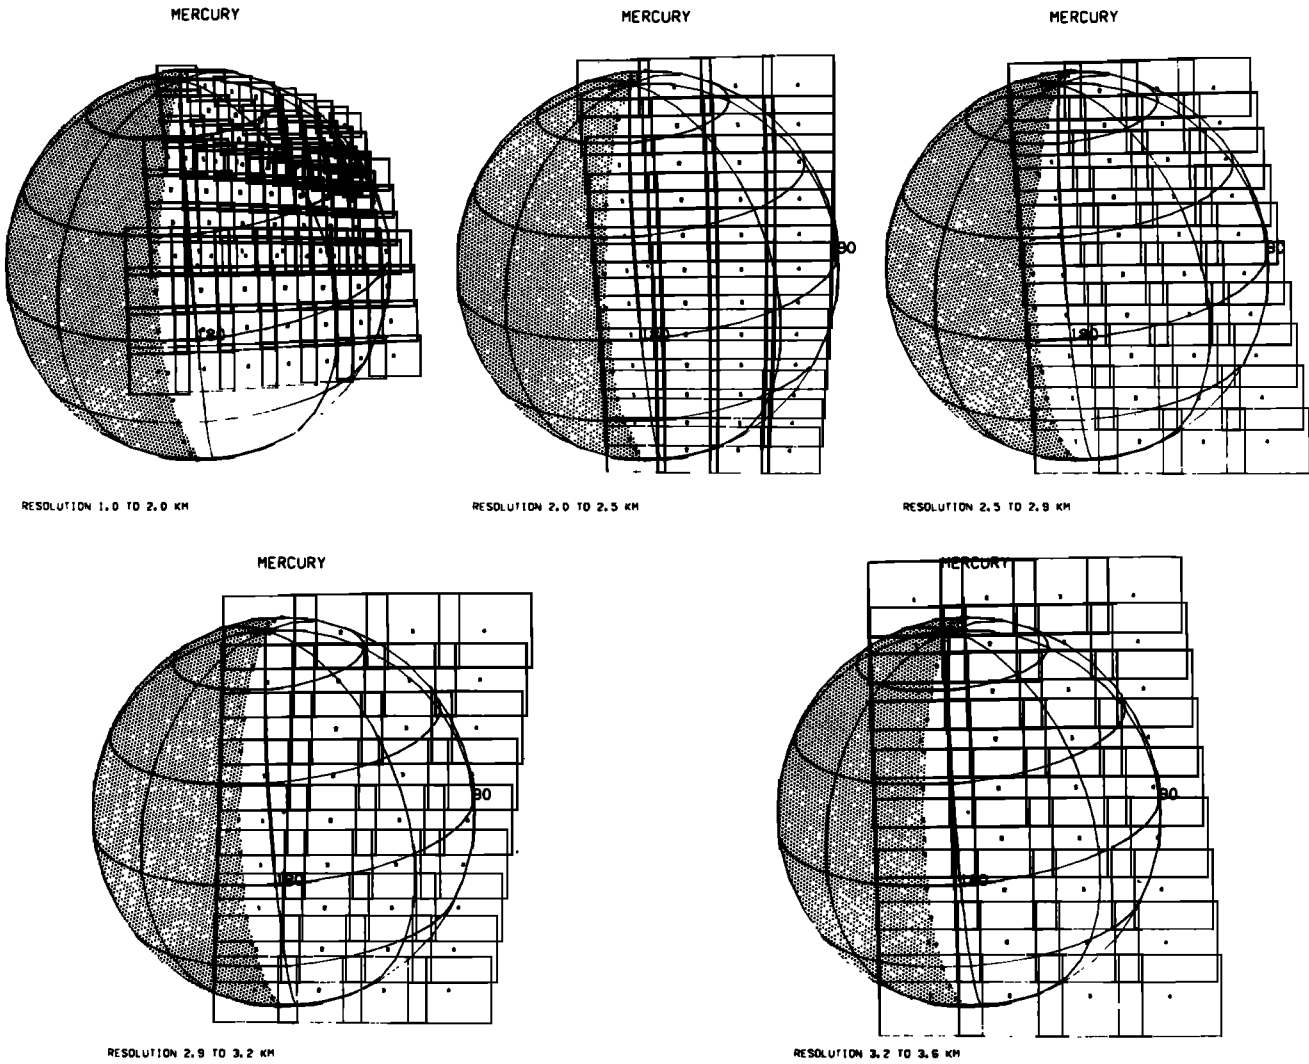 MERCURY
MERCURY
MERCURY
180
180
90
180
90
RESOLUTION 1.0 TO 2.0 KM
RESOLUTION 2.0 TO 2.5 KM
RESOLUTION 2.5 TO 2.9 KM
MERCURY
MERCURY
180
90
180
90
RESOLUTION 2.9 TO 3.2 KM
RESOLUTION 3.2 TO 3.6 KM